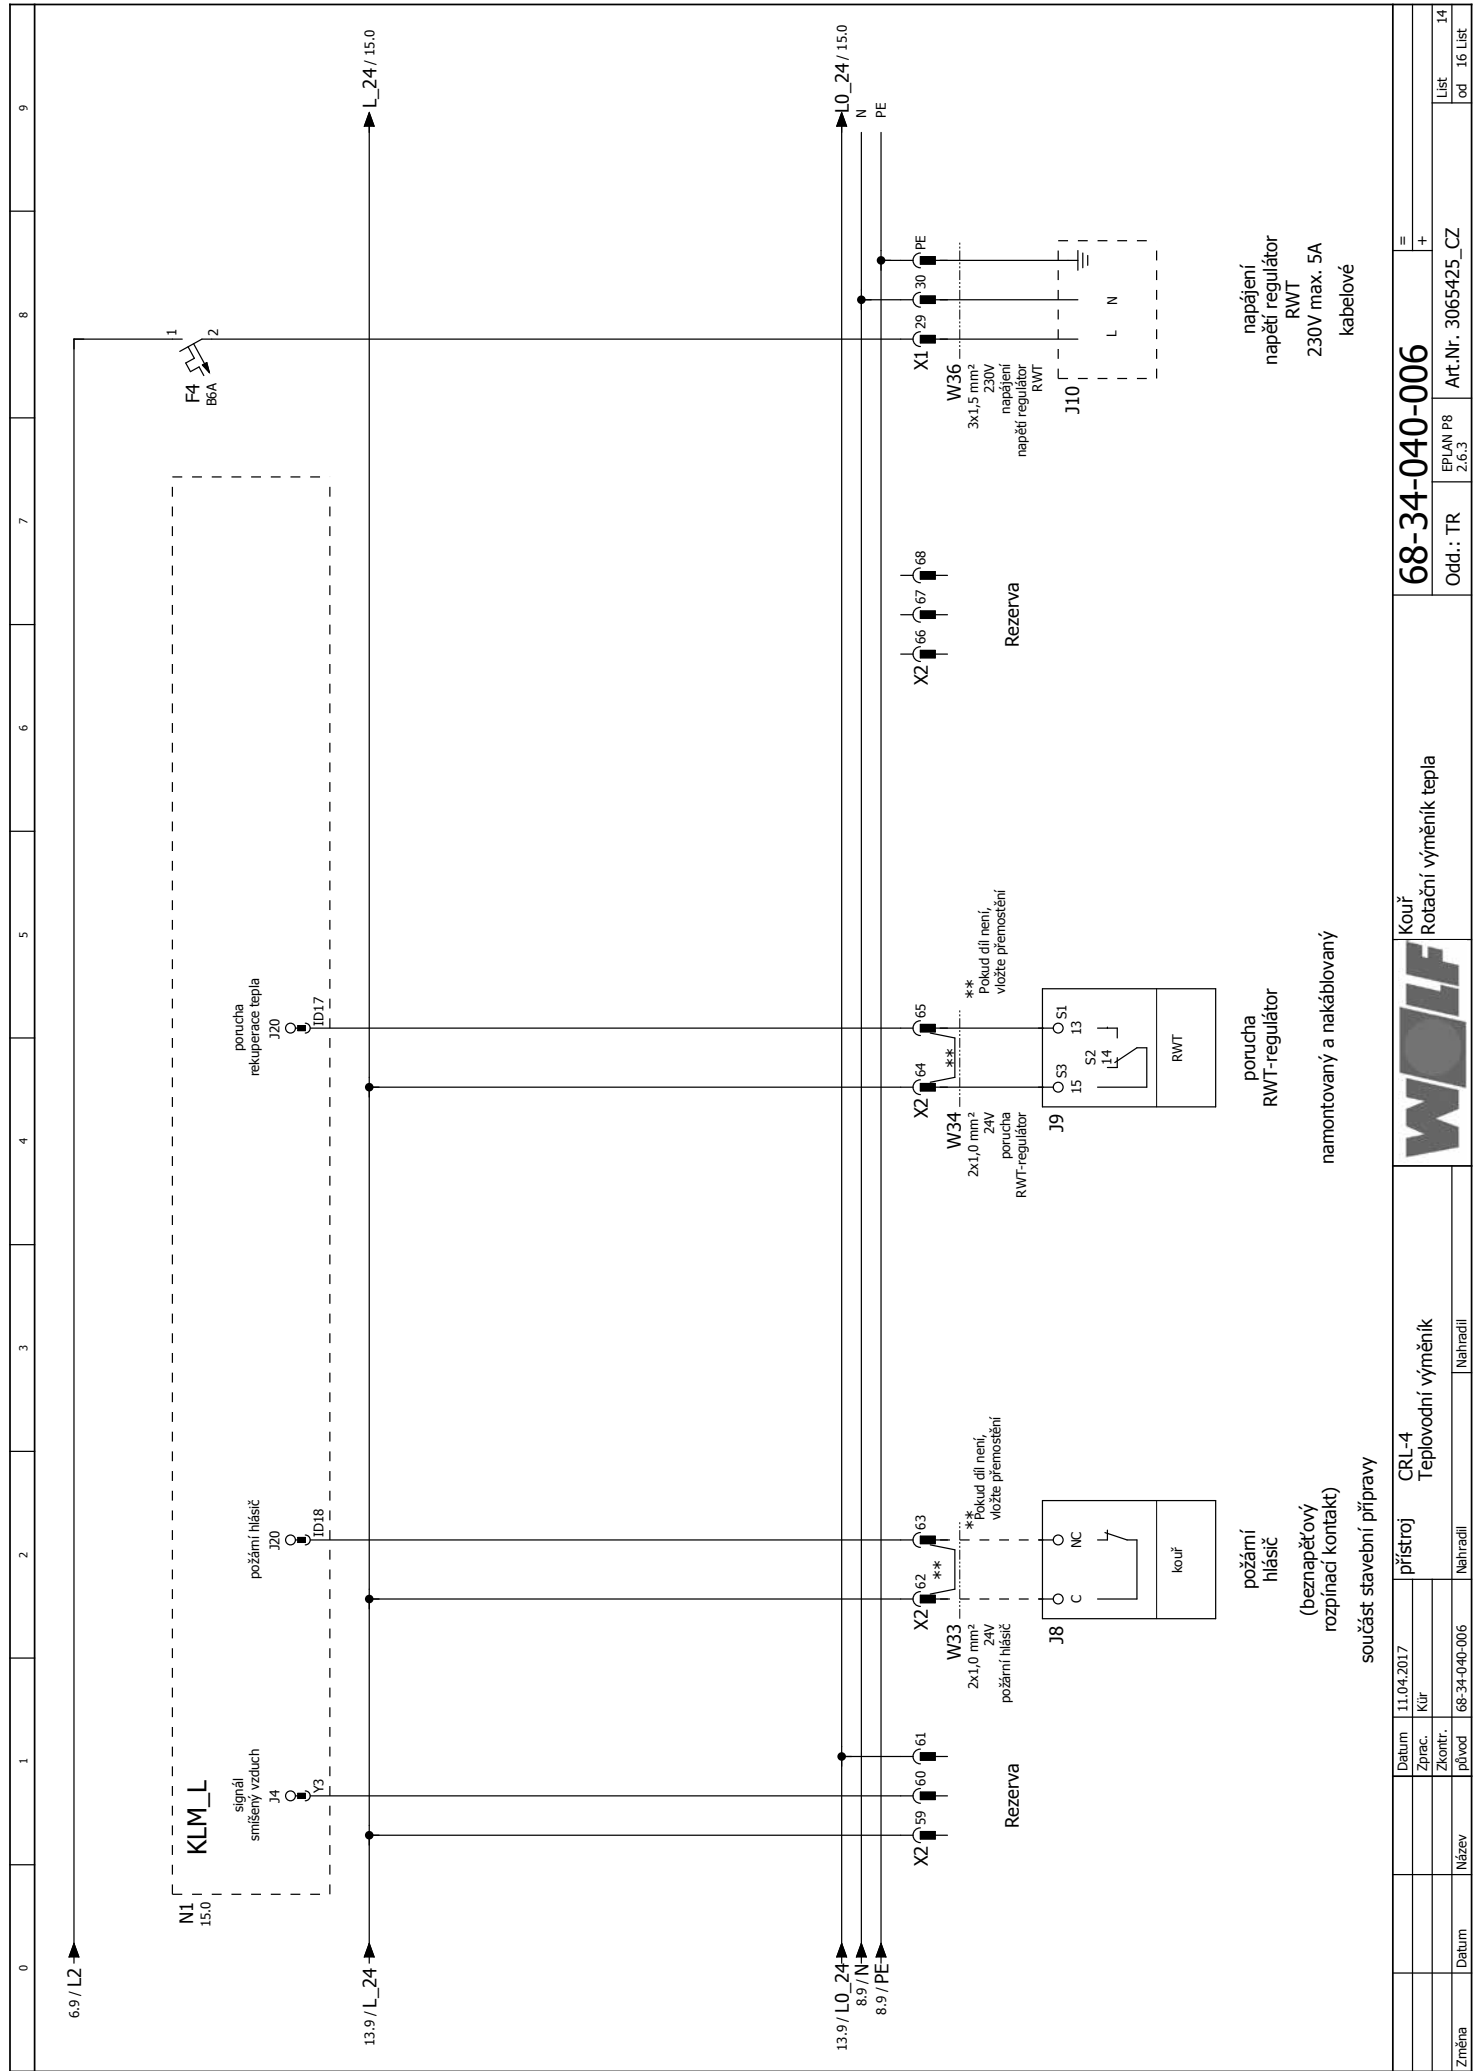 0
1
2
3
4
5
6
7
8
9
6.9 / L2
F4
B6A
1
2
N1
15.0
KLM_L
signál
smíšený vzduch
J4
Y3
požární hlásič
J20
ID18
porucha
rekuperace tepla
J20
ID17
13.9 / L_24
L_24 / 15.0
13.9 / L0_24
8.9 / N
8.9 / PE
L0_24 / 15.0
N
PE
X2
59
60
61
Rezerva
X2
62
63
**
W33
2x1,0 mm²
24V
požární hlásič
**
Pokud díl není,
vložte přemostění
J8
C
NC
kouř
požární
hlásič
(beznapěťový
rozpínací kontakt)
součást stavební přípravy
X2
64
65
**
W34
2x1,0 mm²
24V
porucha
RWT-regulátor
**
Pokud díl není,
vložte přemostění
J9
S3
15
S2
14
S1
13
RWT
porucha
RWT-regulátor
namontovaný a nakáblovaný
X2
66
67
68
Rezerva
X1
29
30
PE
W36
3x1,5 mm²
230V
napájení
napětí regulátor
RWT
J10
L
N
napájení
napětí regulátor
RWT
230V max. 5A
kabelové
Změna
Datum
Název
Datum
11.04.2017
Zprac.
Kür
Zkontr.
původ
68-34-040-006
Nahradil
Nahradil
přístroj
CRL-4
Teplovodní výměník
WOLF
Kouř
Rotační výměník tepla
68-34-040-006
=
+
Odd.: TR
EPLAN P8
2.6.3
Art.Nr. 3065425_CZ
List
14
od
16 List